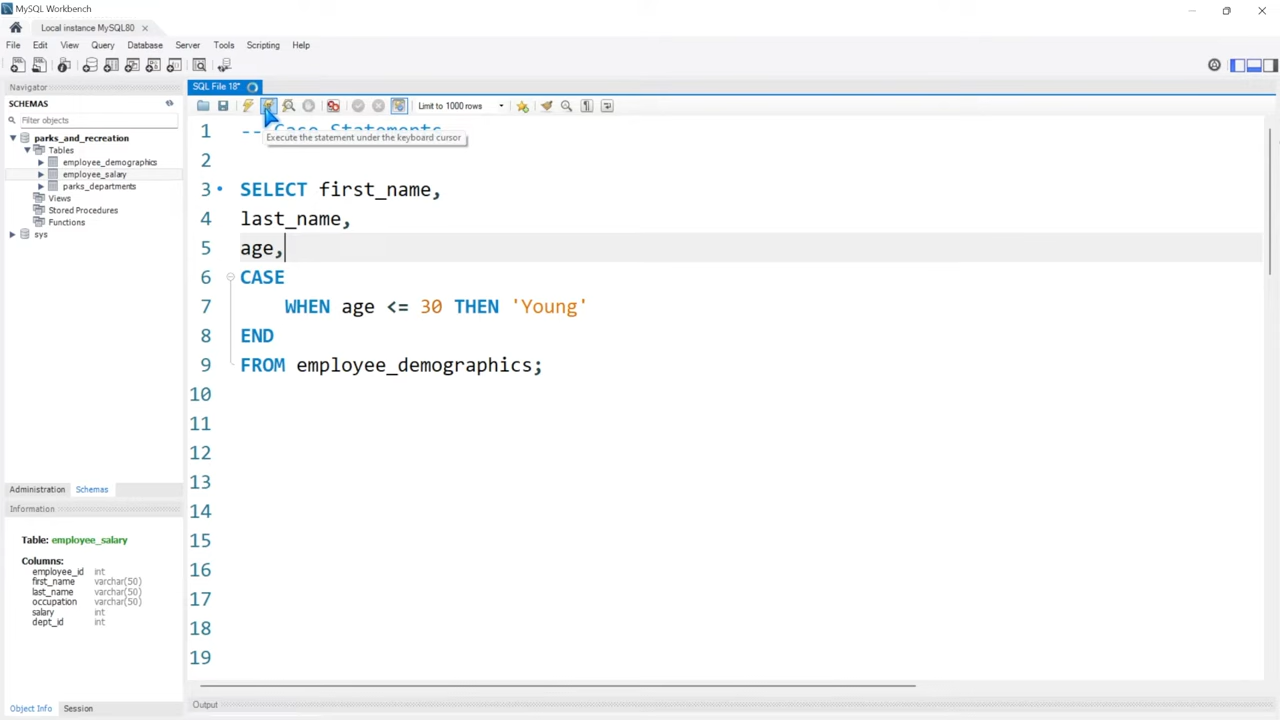 MySQL Workbench
Local instance MySQL80
File Edit View Query Database Server Tools Scripting Help
Navigator
SQL File 18*
SCHEMAS
Limit to 1000 rows
Filter objects
Execute the statement under the keyboard cursor
parks_and_recreation
Tables
employee_demographics
employee_salary
parks_departments
Views
Stored Procedures
Functions
sys
1 -- Case Statements
2
3 SELECT first_name,
4 last_name,
5 age,
6 CASE
7 WHEN age <= 30 THEN 'Young'
8 END
9 FROM employee_demographics;
10
11
12
13
14
15
16
17
18
19
Administration Schemas
Information
Table: employee_salary
Columns:
employee_id int
first_name varchar(50)
last_name varchar(50)
occupation varchar(50)
salary int
dept_id int
Object Info Session
Output